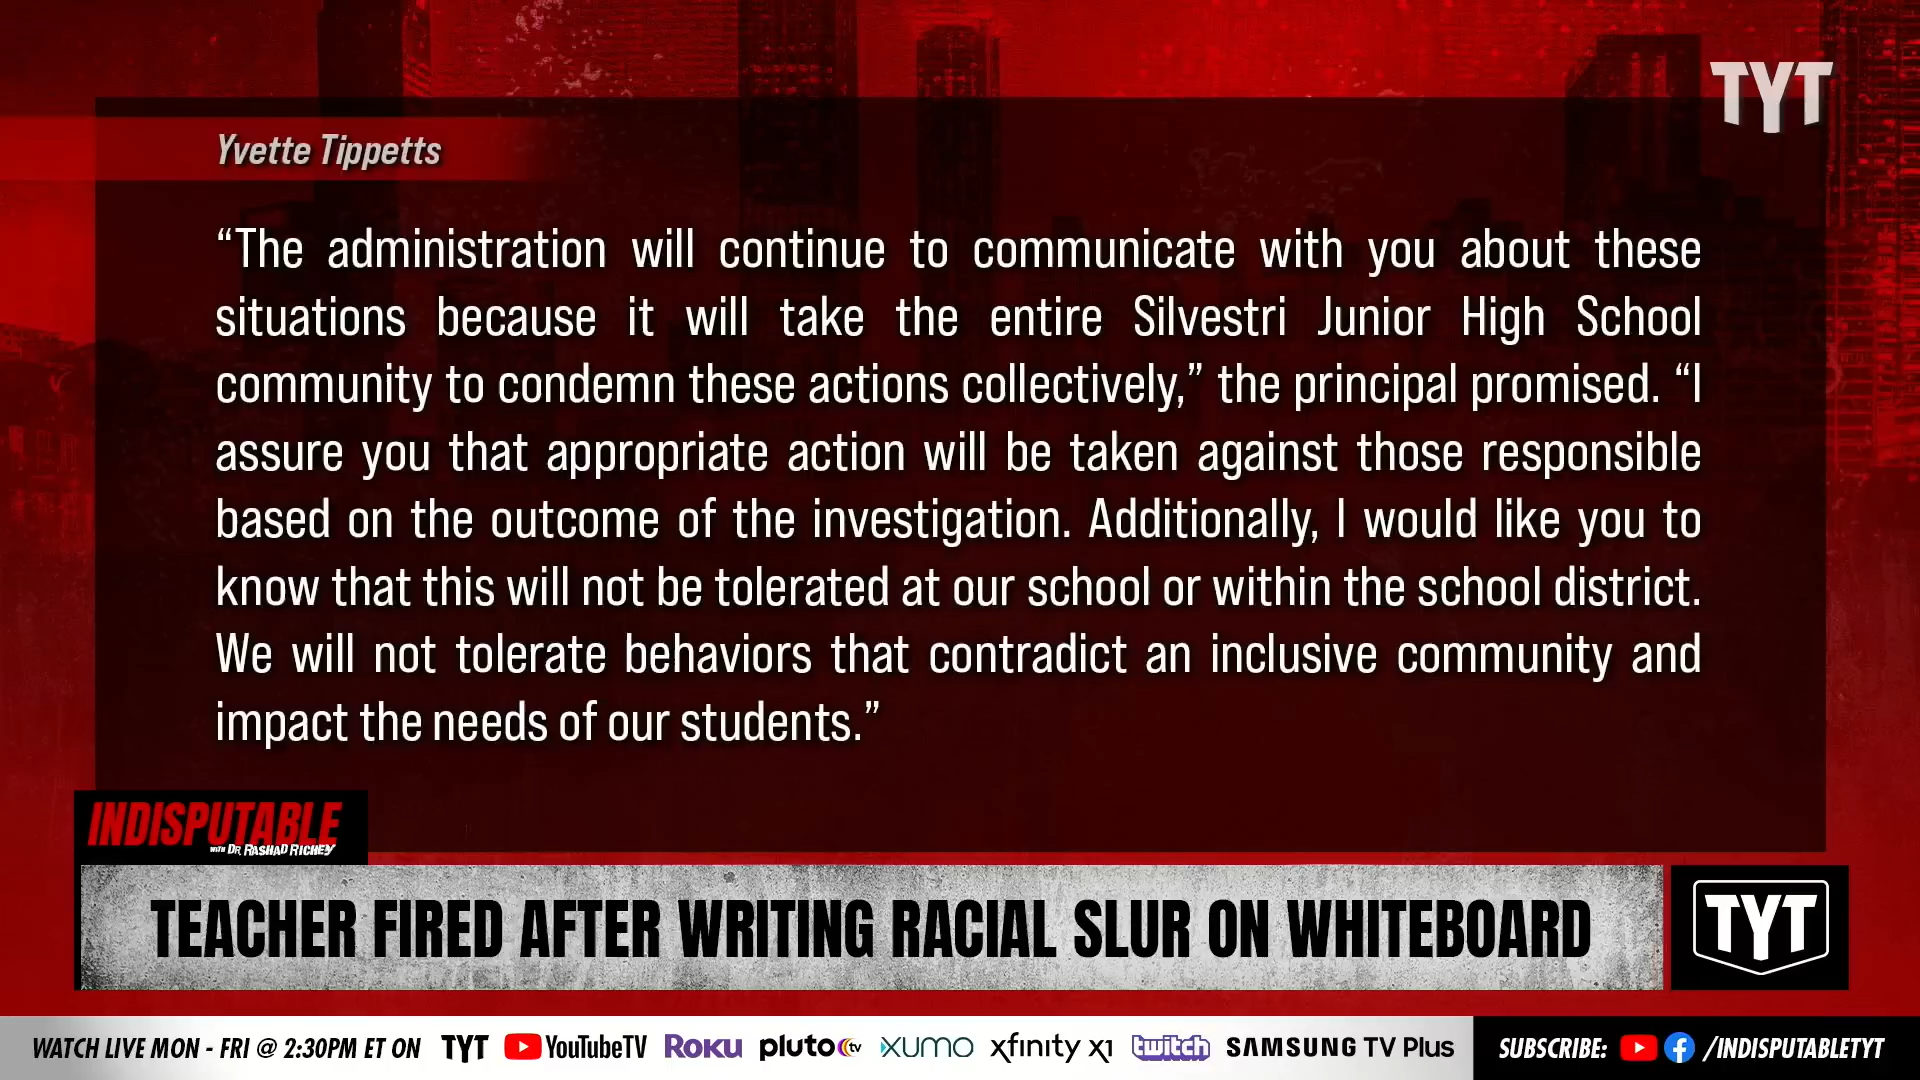 TYT
Yvette Tippetts
“The administration will continue to communicate with you about these
situations because it will take the entire Silvestri Junior High School
community to condemn these actions collectively,” the principal promised. “I
assure you that appropriate action will be taken against those responsible
based on the outcome of the investigation. Additionally, I would like you to
know that this will not be tolerated at our school or within the school district.
We will not tolerate behaviors that contradict an inclusive community and
impact the needs of our students.”
INDISPUTABLE
WITH DR RASHAD RICHEY
TEACHER FIRED AFTER WRITING RACIAL SLUR ON WHITEBOARD
TYT
WATCH LIVE MON - FRI @ 2:30PM ET ON TYT YouTubeTV ROKU pluto tv XUMO xfinity X1 twitch SAMSUNG TV Plus SUBSCRIBE: /INDISPUTABLETYT